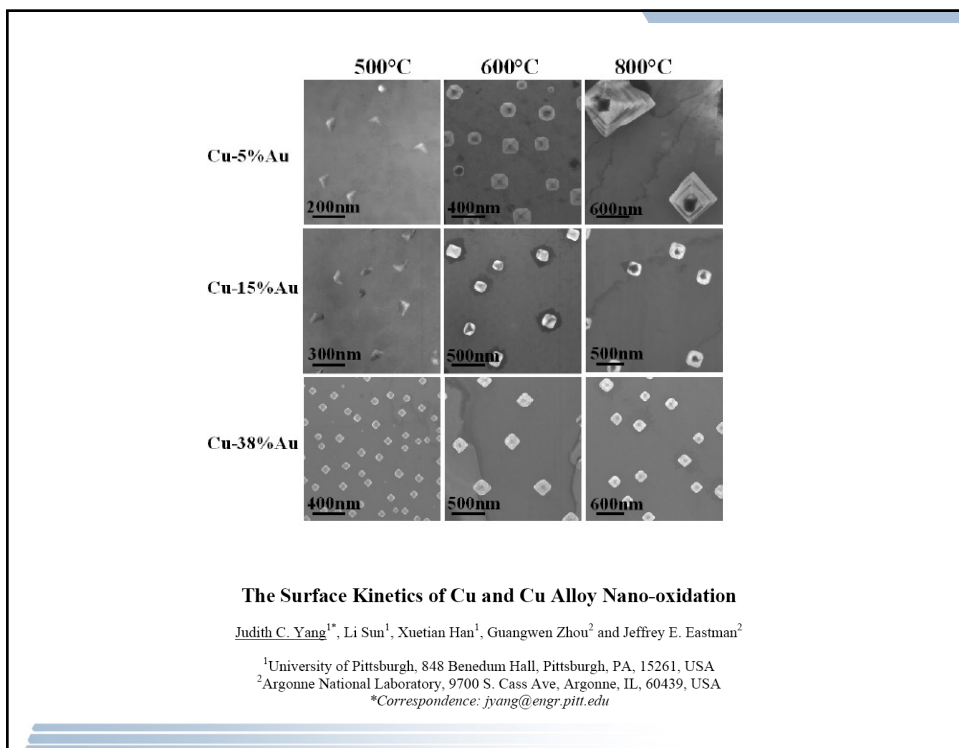 500°C 600°C 800°C
Cu-5%Au
200nm 400nm 600nm
Cu-15%Au
300nm 500nm 500nm
Cu-38%Au
400nm 500nm 600nm
The Surface Kinetics of Cu and Cu Alloy Nano-oxidation
Judith C. Yang¹*, Li Sun¹, Xuetian Han¹, Guangwen Zhou² and Jeffrey E. Eastman²
¹University of Pittsburgh, 848 Benedum Hall, Pittsburgh, PA, 15261, USA
²Argonne National Laboratory, 9700 S. Cass Ave, Argonne, IL, 60439, USA
*Correspondence: jyang@engr.pitt.edu